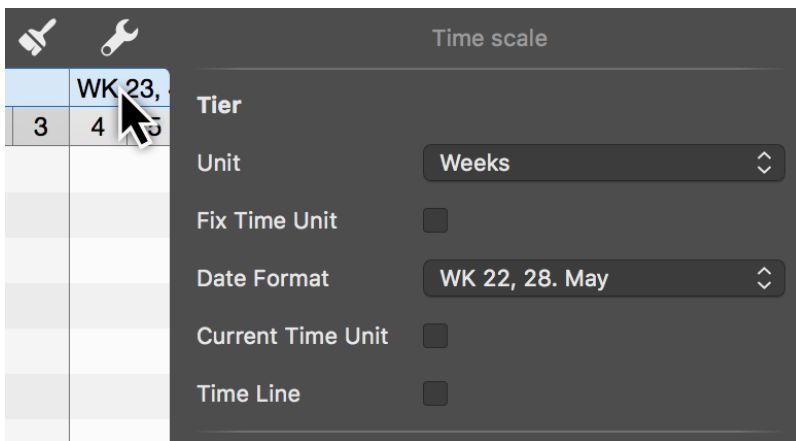 Time scale
WK 23,
3 4 5
Tier
Unit Weeks
Fix Time Unit
Date Format WK 22, 28. May
Current Time Unit
Time Line